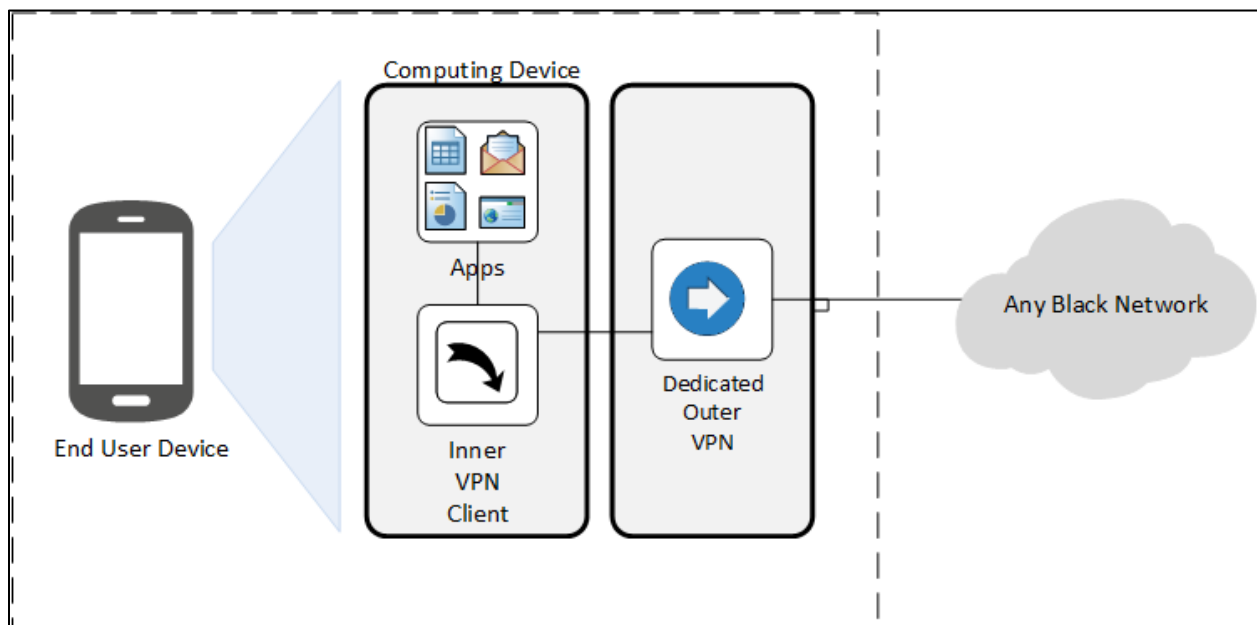 Computing Device
Apps
End User Device
Inner
VPN
Client
Dedicated
Outer
VPN
Any Black Network